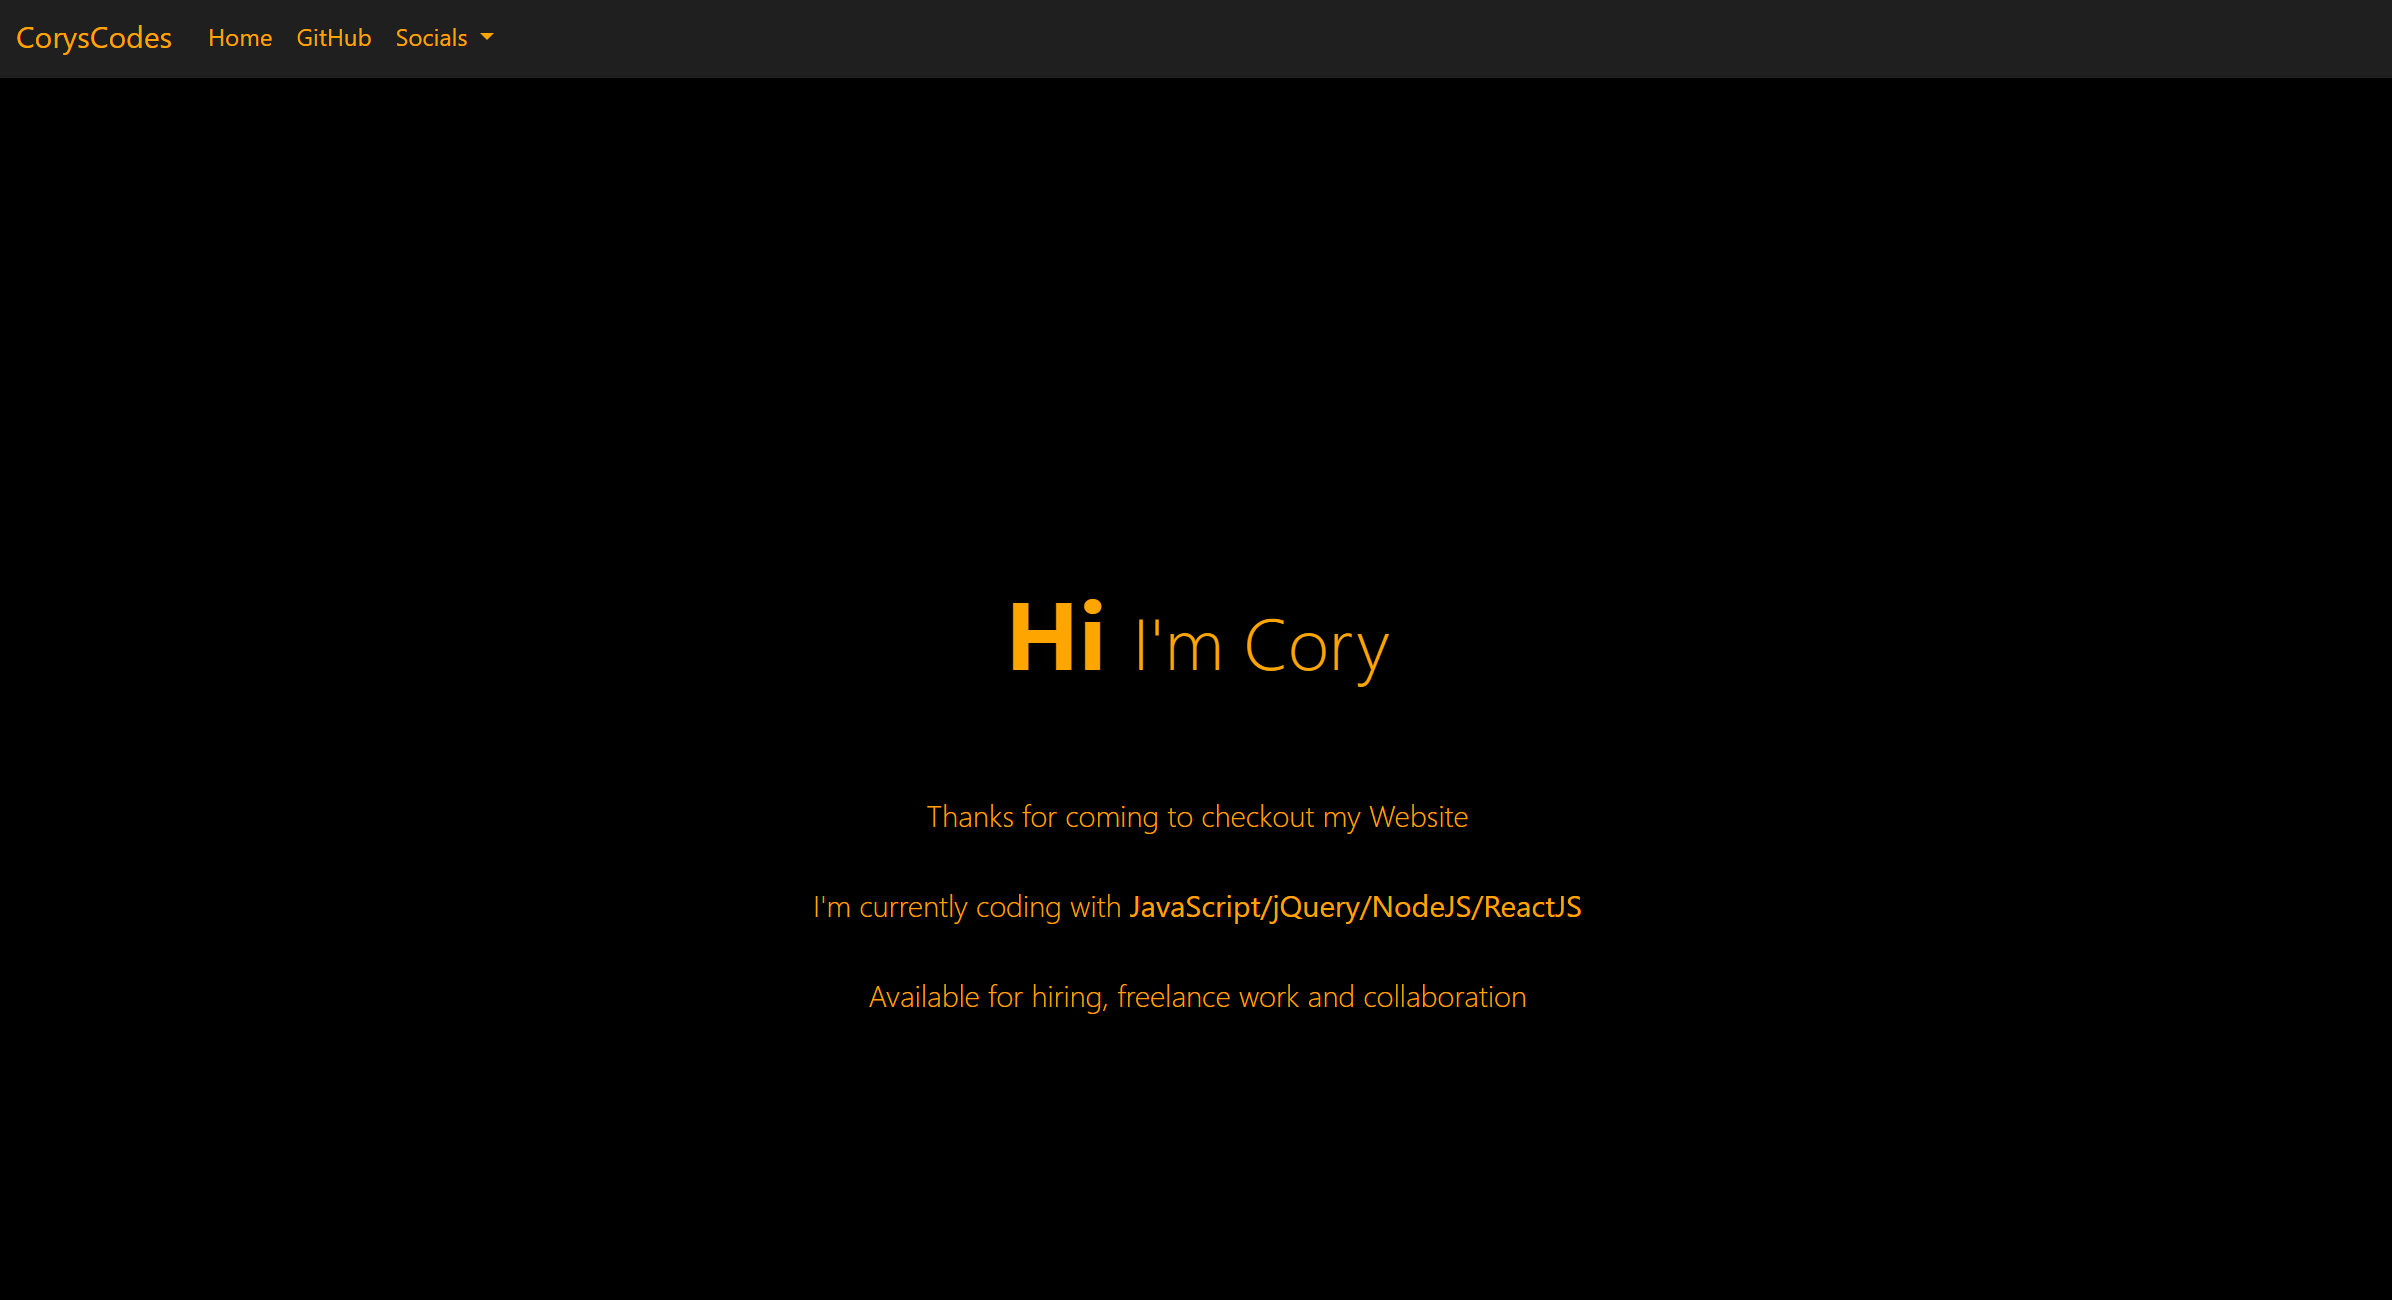 CorysCodes Home GitHub Socials
Hi I'm Cory
Thanks for coming to checkout my Website
I'm currently coding with JavaScript/jQuery/NodeJS/ReactJS
Available for hiring, freelance work and collaboration